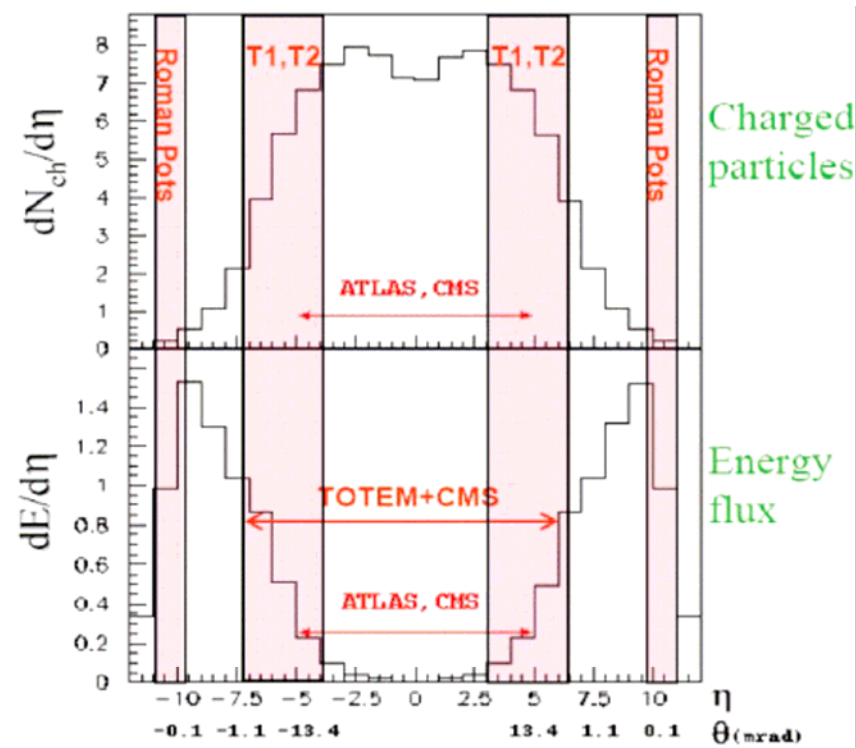 8
7
6
5
4
3
2
1
0
dN_ch/dη
Roman Pots
T1,T2
T1,T2
Roman Pots
ATLAS,CMS
Charged
particles
1.4
1.2
1
0.8
0.6
0.4
0.2
0
dE/dη
TOTEM+CMS
ATLAS,CMS
Energy
flux
-10 -7.5 -5 -2.5 0 2.5 5 7.5 10 η
-0.1 -1.1 -13.4 13.4 1.1 0.1 θ(mrad)